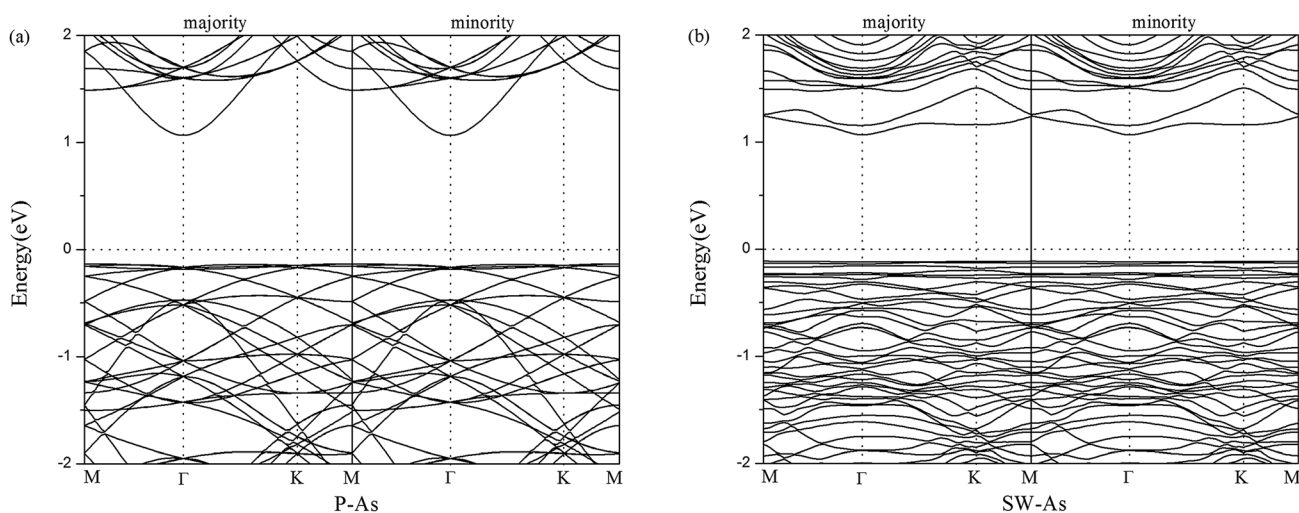 (a)
majority
minority
2
1
0
-1
-2
Energy(eV)
M
Γ
K
M
Γ
K
M
P-As
(b)
majority
minority
2
1
0
-1
-2
Energy(eV)
M
Γ
K
M
Γ
K
M
SW-As